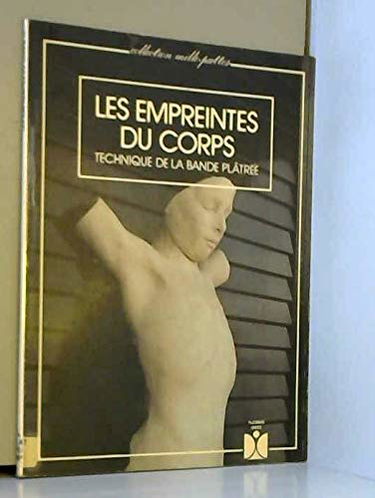 collection mille-pattes
LES EMPREINTES
DU CORPS
TECHNIQUE DE LA BANDE PLÂTRÉE